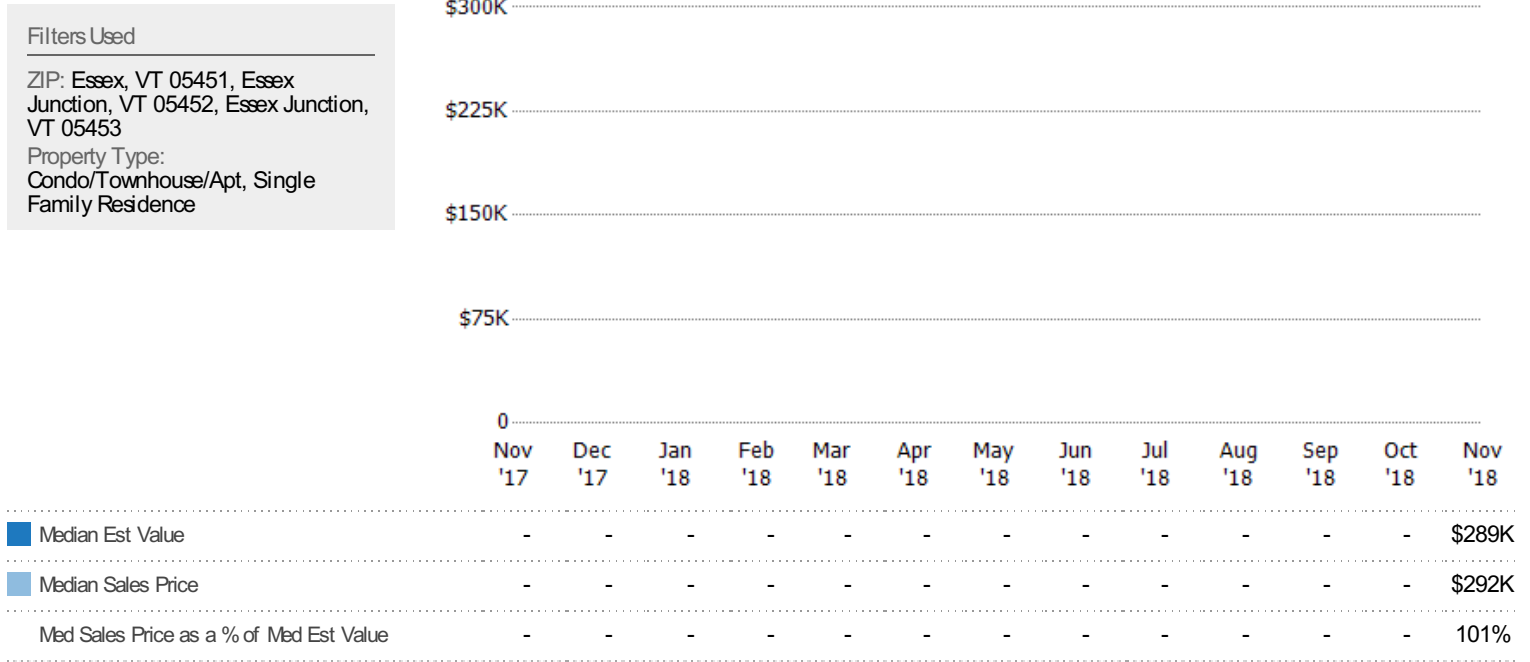 Filters Used
ZIP: Essex, VT 05451, Essex
Junction, VT 05452, Essex Junction,
VT 05453
Property Type:
Condo/Townhouse/Apt, Single
Family Residence
$300K
$225K
$150K
$75K
0
Nov Dec Jan Feb Mar Apr May Jun Jul Aug Sep Oct Nov
'17 '17 '18 '18 '18 '18 '18 '18 '18 '18 '18 '18 '18
Median Est Value - - - - - - - - - - - - $289K
Median Sales Price - - - - - - - - - - - - $292K
Med Sales Price as a % of Med Est Value - - - - - - - - - - - - 101%